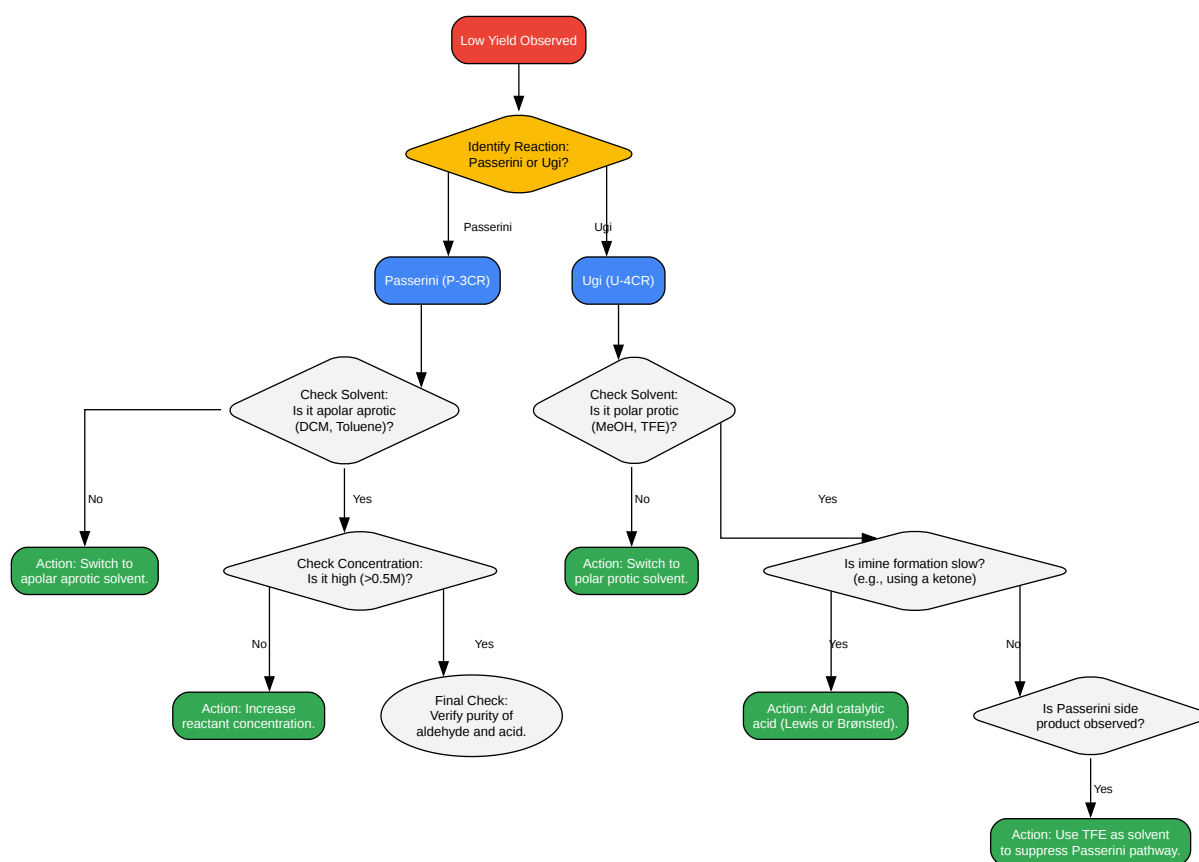 Low Yield Observed
Identify Reaction:
Passerini or Ugi?
Passerini
Ugi
Passerini (P-3CR)
Ugi (U-4CR)
Check Solvent:
Is it apolar aprotic
(DCM, Toluene)?
Check Solvent:
Is it polar protic
(MeOH, TFE)?
No
Yes
No
Yes
Action: Switch to
apolar aprotic solvent.
Check Concentration:
Is it high (>0.5M)?
Action: Switch to
polar protic solvent.
Is imine formation slow?
(e.g., using a ketone)
No
Yes
Yes
No
Action: Increase
reactant concentration.
Final Check:
Verify purity of
aldehyde and acid.
Action: Add catalytic
acid (Lewis or Brønsted).
Is Passerini side
product observed?
Yes
Action: Use TFE as solvent
to suppress Passerini pathway.